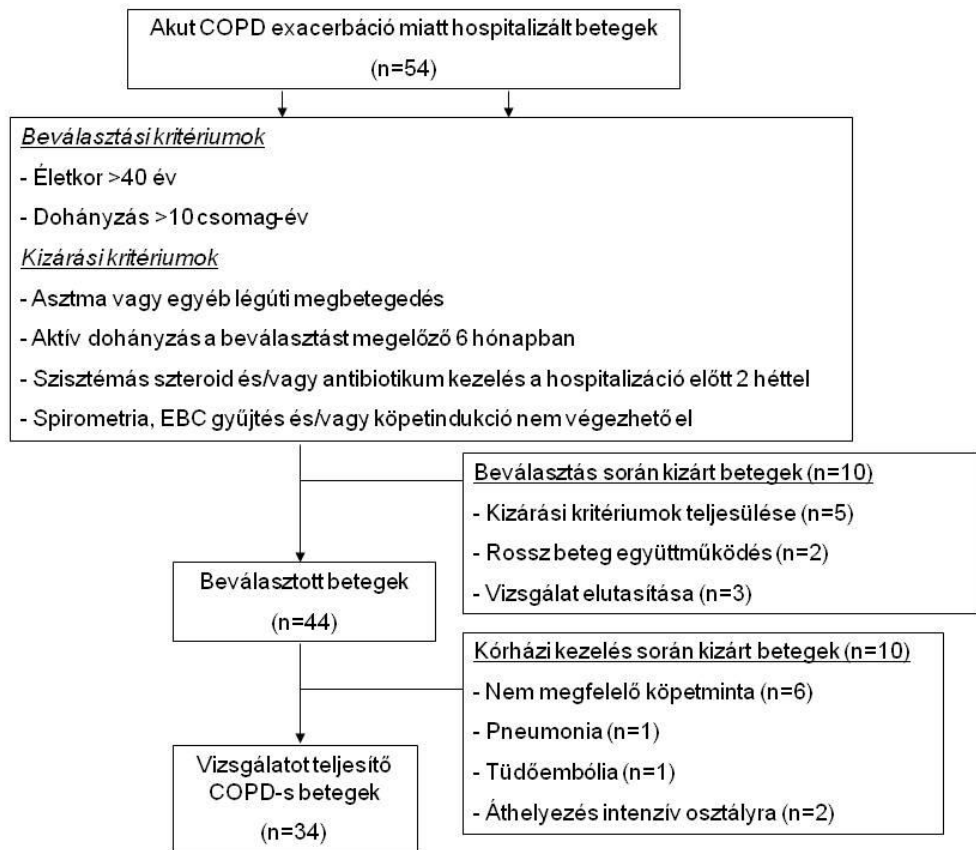 Akut COPD exacerbáció miatt hospitalizált betegek
(n=54)
Beválasztási kritériumok
- Életkor >40 év
- Dohányzás >10 csomag-év
Kizárási kritériumok
- Asztma vagy egyéb légúti megbetegedés
- Aktív dohányzás a beválasztást megelőző 6 hónapban
- Szisztémás szteroid és/vagy antibiotikum kezelés a hospitalizáció előtt 2 héttel
- Spirometria, EBC gyűjtés és/vagy köpetindukció nem végezhető el
Beválasztás során kizárt betegek (n=10)
- Kizárási kritériumok teljesülése (n=5)
- Rossz beteg együttműködés (n=2)
- Vizsgálat elutasítása (n=3)
Beválasztott betegek
(n=44)
Kórházi kezelés során kizárt betegek (n=10)
- Nem megfelelő köpetminta (n=6)
- Pneumonia (n=1)
- Tüdőembólia (n=1)
- Áthelyezés intenzív osztályra (n=2)
Vizsgálatot teljesítő
COPD-s betegek
(n=34)